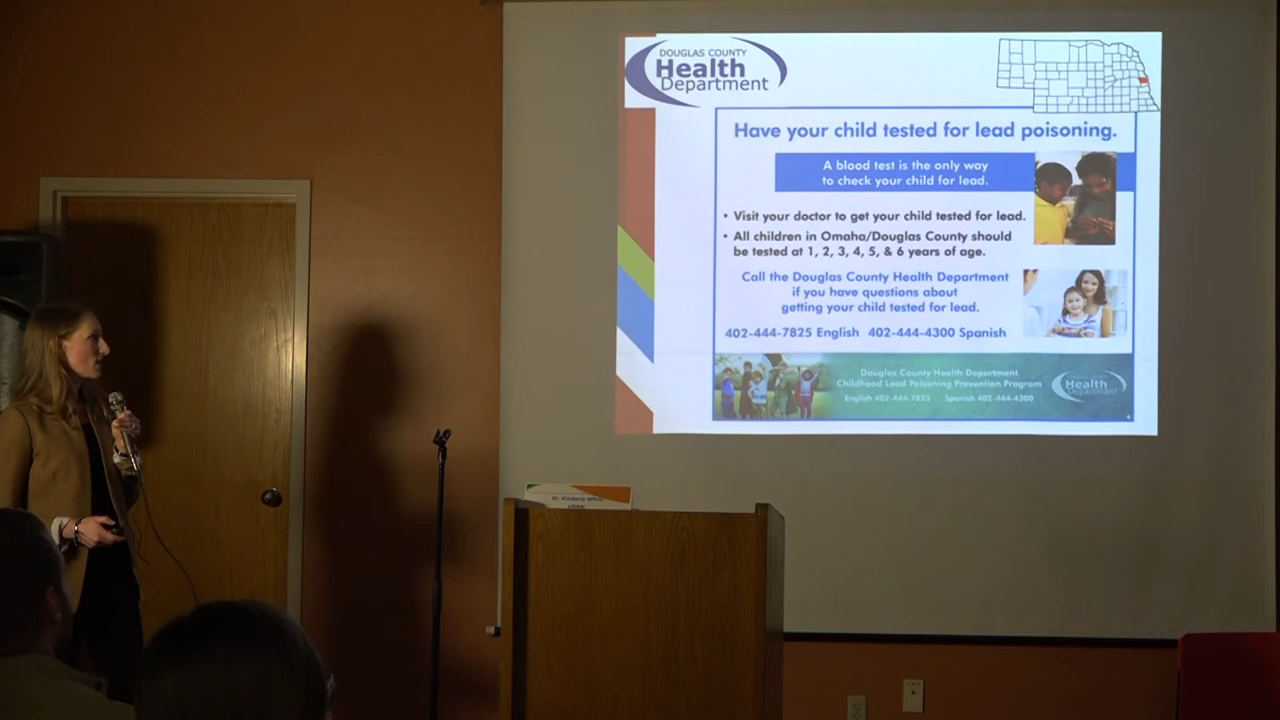 DOUGLAS COUNTY
Health
Department
Have your child tested for lead poisoning.
A blood test is the only way
to check your child for lead.
• Visit your doctor to get your child tested for lead.
• All children in Omaha/Douglas County should
be tested at 1, 2, 3, 4, 5, & 6 years of age.
Call the Douglas County Health Department
if you have questions about
getting your child tested for lead.
402-444-7825 English 402-444-4300 Spanish
Douglas County Health Department
Childhood Lead Poisoning Prevention Program
English 402-444-7825 Spanish 402-444-4300
Health
Department
Dr. Kimberly